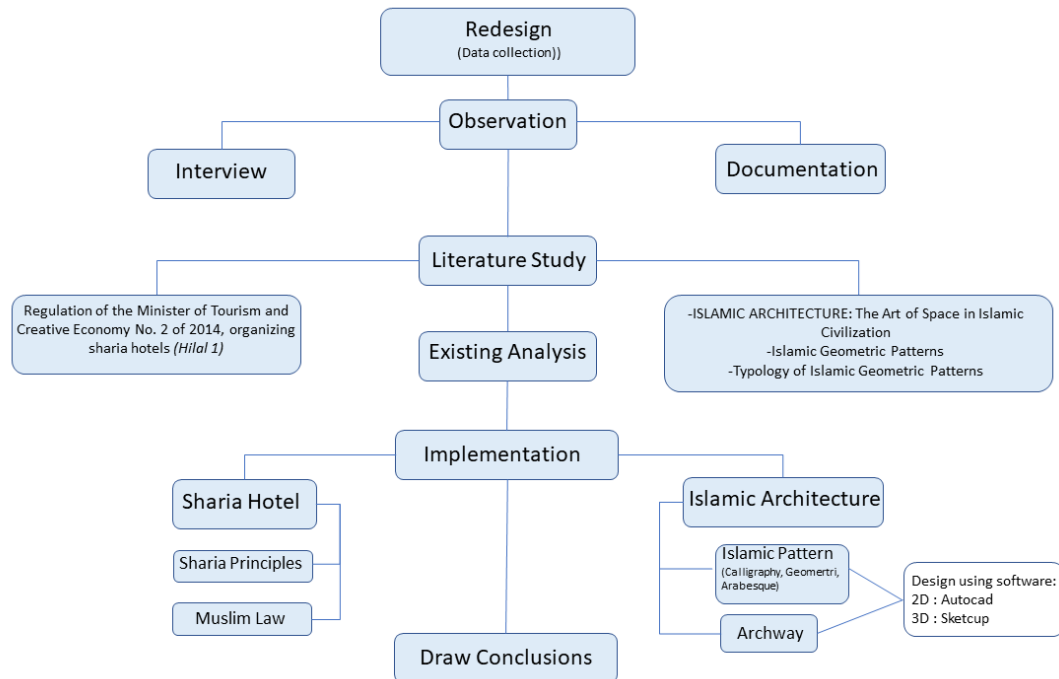 Redesign
(Data collection))
Observation
Interview
Documentation
Literature Study
Regulation of the Minister of Tourism and
Creative Economy No. 2 of 2014, organizing
sharia hotels (Hilal 1)
-ISLAMIC ARCHITECTURE: The Art of Space in Islamic
Civilization
-Islamic Geometric Patterns
-Typology of Islamic Geometric Patterns
Existing Analysis
Implementation
Sharia Hotel
Islamic Architecture
Sharia Principles
Muslim Law
Islamic Pattern
(Calligraphy, Geomertri,
Arabesque)
Archway
Design using software:
2D : Autocad
3D : Sketcup
Draw Conclusions